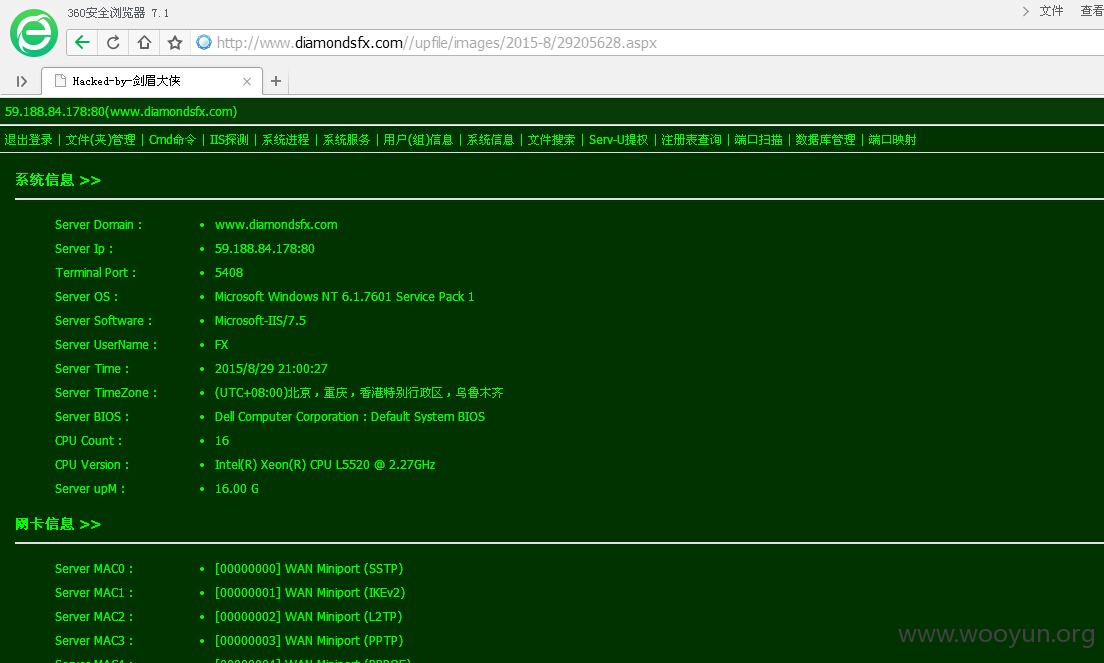 360安全浏览器 7.1
文件 查看
http://www.diamondsfx.com//upfile/images/2015-8/29205628.aspx
Hacked-by-剑眉大侠
59.188.84.178:80(www.diamondsfx.com)
退出登录 | 文件(夹)管理 | Cmd命令 | IIS探测 | 系统进程 | 系统服务 | 用户(组)信息 | 系统信息 | 文件搜索 | Serv-U提权 | 注册表查询 | 端口扫描 | 数据库管理 | 端口映射
系统信息 >>
Server Domain : • www.diamondsfx.com
Server Ip : • 59.188.84.178:80
Terminal Port : • 5408
Server OS : • Microsoft Windows NT 6.1.7601 Service Pack 1
Server Software : • Microsoft-IIS/7.5
Server UserName : • FX
Server Time : • 2015/8/29 21:00:27
Server TimeZone : • (UTC+08:00)北京，重庆，香港特别行政区，乌鲁木齐
Server BIOS : • Dell Computer Corporation : Default System BIOS
CPU Count : • 16
CPU Version : • Intel(R) Xeon(R) CPU L5520 @ 2.27GHz
Server upM : • 16.00 G
网卡信息 >>
Server MAC0 : • [00000000] WAN Miniport (SSTP)
Server MAC1 : • [00000001] WAN Miniport (IKEv2)
Server MAC2 : • [00000002] WAN Miniport (L2TP)
Server MAC3 : • [00000003] WAN Miniport (PPTP)
Server MAC4 : • [00000004] WAN Miniport (PPPOE)
www.wooyun.org